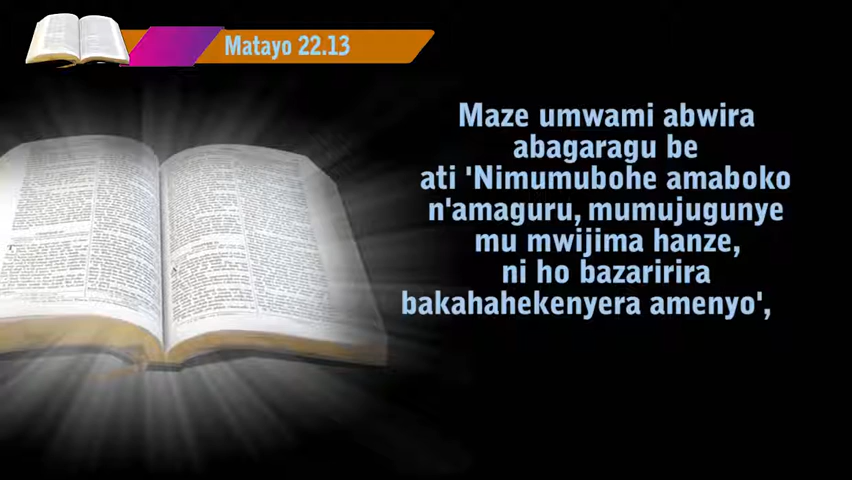 Matayo 22.13
Maze umwami abwira
abagaragu be
ati 'Nimumubohe amaboko
n'amaguru, mumujugunye
mu mwijima hanze,
ni ho bazaririra
bakahahekenyera amenyo',